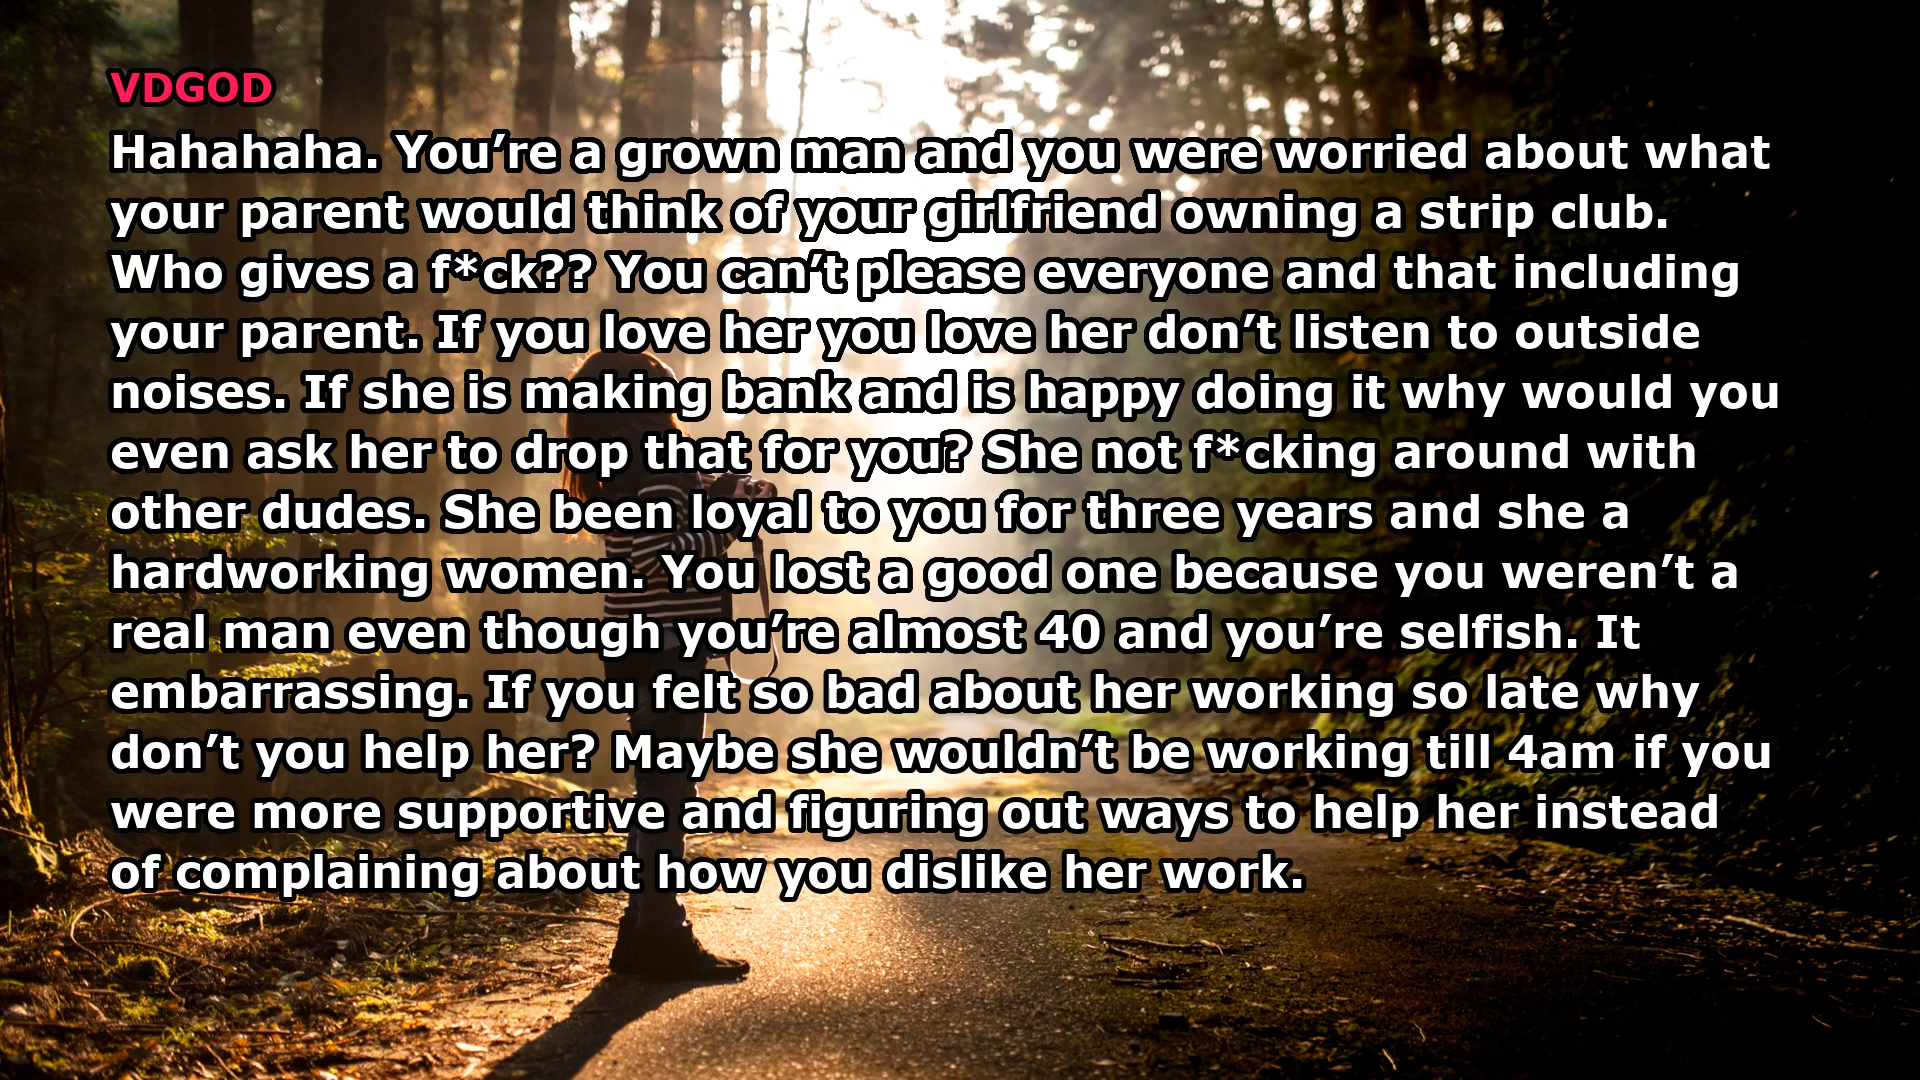 VDGOD
Hahahaha. You’re a grown man and you were worried about what
your parent would think of your girlfriend owning a strip club.
Who gives a f*ck?? You can’t please everyone and that including
your parent. If you love her you love her don’t listen to outside
noises. If she is making bank and is happy doing it why would you
even ask her to drop that for you? She not f*cking around with
other dudes. She been loyal to you for three years and she a
hardworking women. You lost a good one because you weren’t a
real man even though you’re almost 40 and you’re selfish. It
embarrassing. If you felt so bad about her working so late why
don’t you help her? Maybe she wouldn’t be working till 4am if you
were more supportive and figuring out ways to help her instead
of complaining about how you dislike her work.